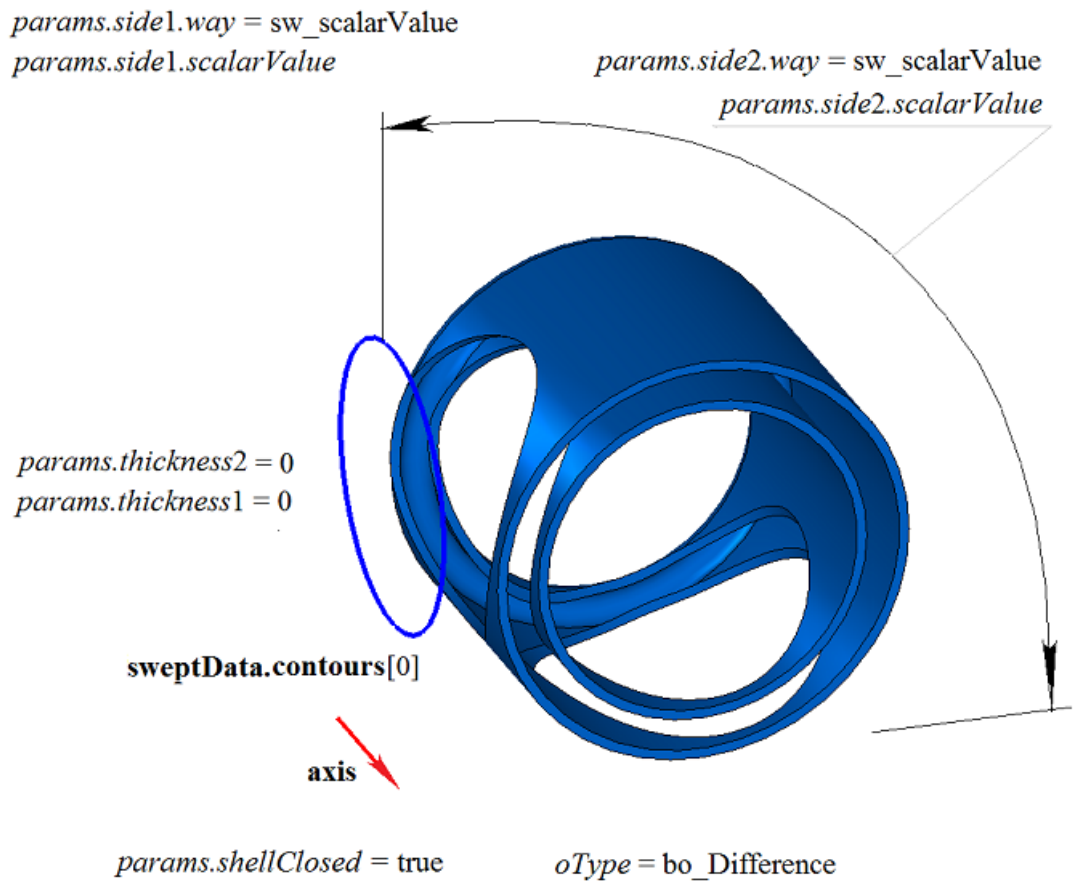 params.side1.way = sw_scalarValue
params.side1.scalarValue
params.side2.way = sw_scalarValue
params.side2.scalarValue
params.thickness2 = 0
params.thickness1 = 0
sweptData.contours[0]
axis
params.shellClosed = true
oType = bo_Difference